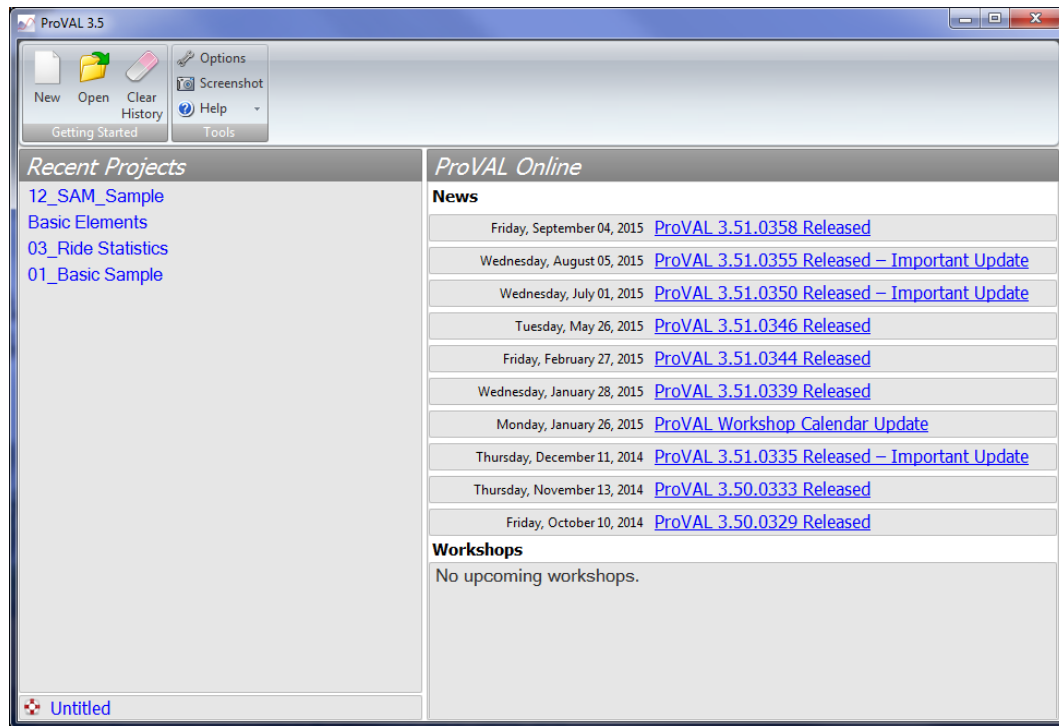 ProVAL 3.5
New
Open
Clear
History
Getting Started
Options
Screenshot
Help
Tools
Recent Projects
12_SAM_Sample
Basic Elements
03_Ride Statistics
01_Basic Sample
Untitled
ProVAL Online
News
Friday, September 04, 2015 ProVAL 3.51.0358 Released
Wednesday, August 05, 2015 ProVAL 3.51.0355 Released – Important Update
Wednesday, July 01, 2015 ProVAL 3.51.0350 Released – Important Update
Tuesday, May 26, 2015 ProVAL 3.51.0346 Released
Friday, February 27, 2015 ProVAL 3.51.0344 Released
Wednesday, January 28, 2015 ProVAL 3.51.0339 Released
Monday, January 26, 2015 ProVAL Workshop Calendar Update
Thursday, December 11, 2014 ProVAL 3.51.0335 Released – Important Update
Thursday, November 13, 2014 ProVAL 3.50.0333 Released
Friday, October 10, 2014 ProVAL 3.50.0329 Released
Workshops
No upcoming workshops.